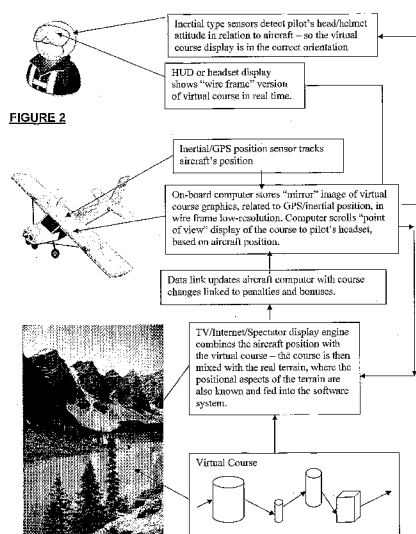 Inertial type sensors detect pilot's head/helmet
attitude in relation to aircraft – so the virtual
course display is in the correct orientation
HUD or headset display
shows "wire frame" version
of virtual course in real time.
FIGURE 2
Inertial/GPS position sensor tracks
aircraft's position
On-board computer stores "mirror" image of virtual
course graphics, related to GPS/inertial position, in
wire frame low-resolution. Computer scrolls "point
of view" display of the course to pilot's headset,
based on aircraft position.
Data link updates aircraft computer with course
changes linked to penalties and bonuses.
TV/Internet/Spectator display engine
combines the aircraft position with
the virtual course – the course is then
mixed with the real terrain, where the
positional aspects of the terrain are
also known and fed into the software
system.
Virtual Course